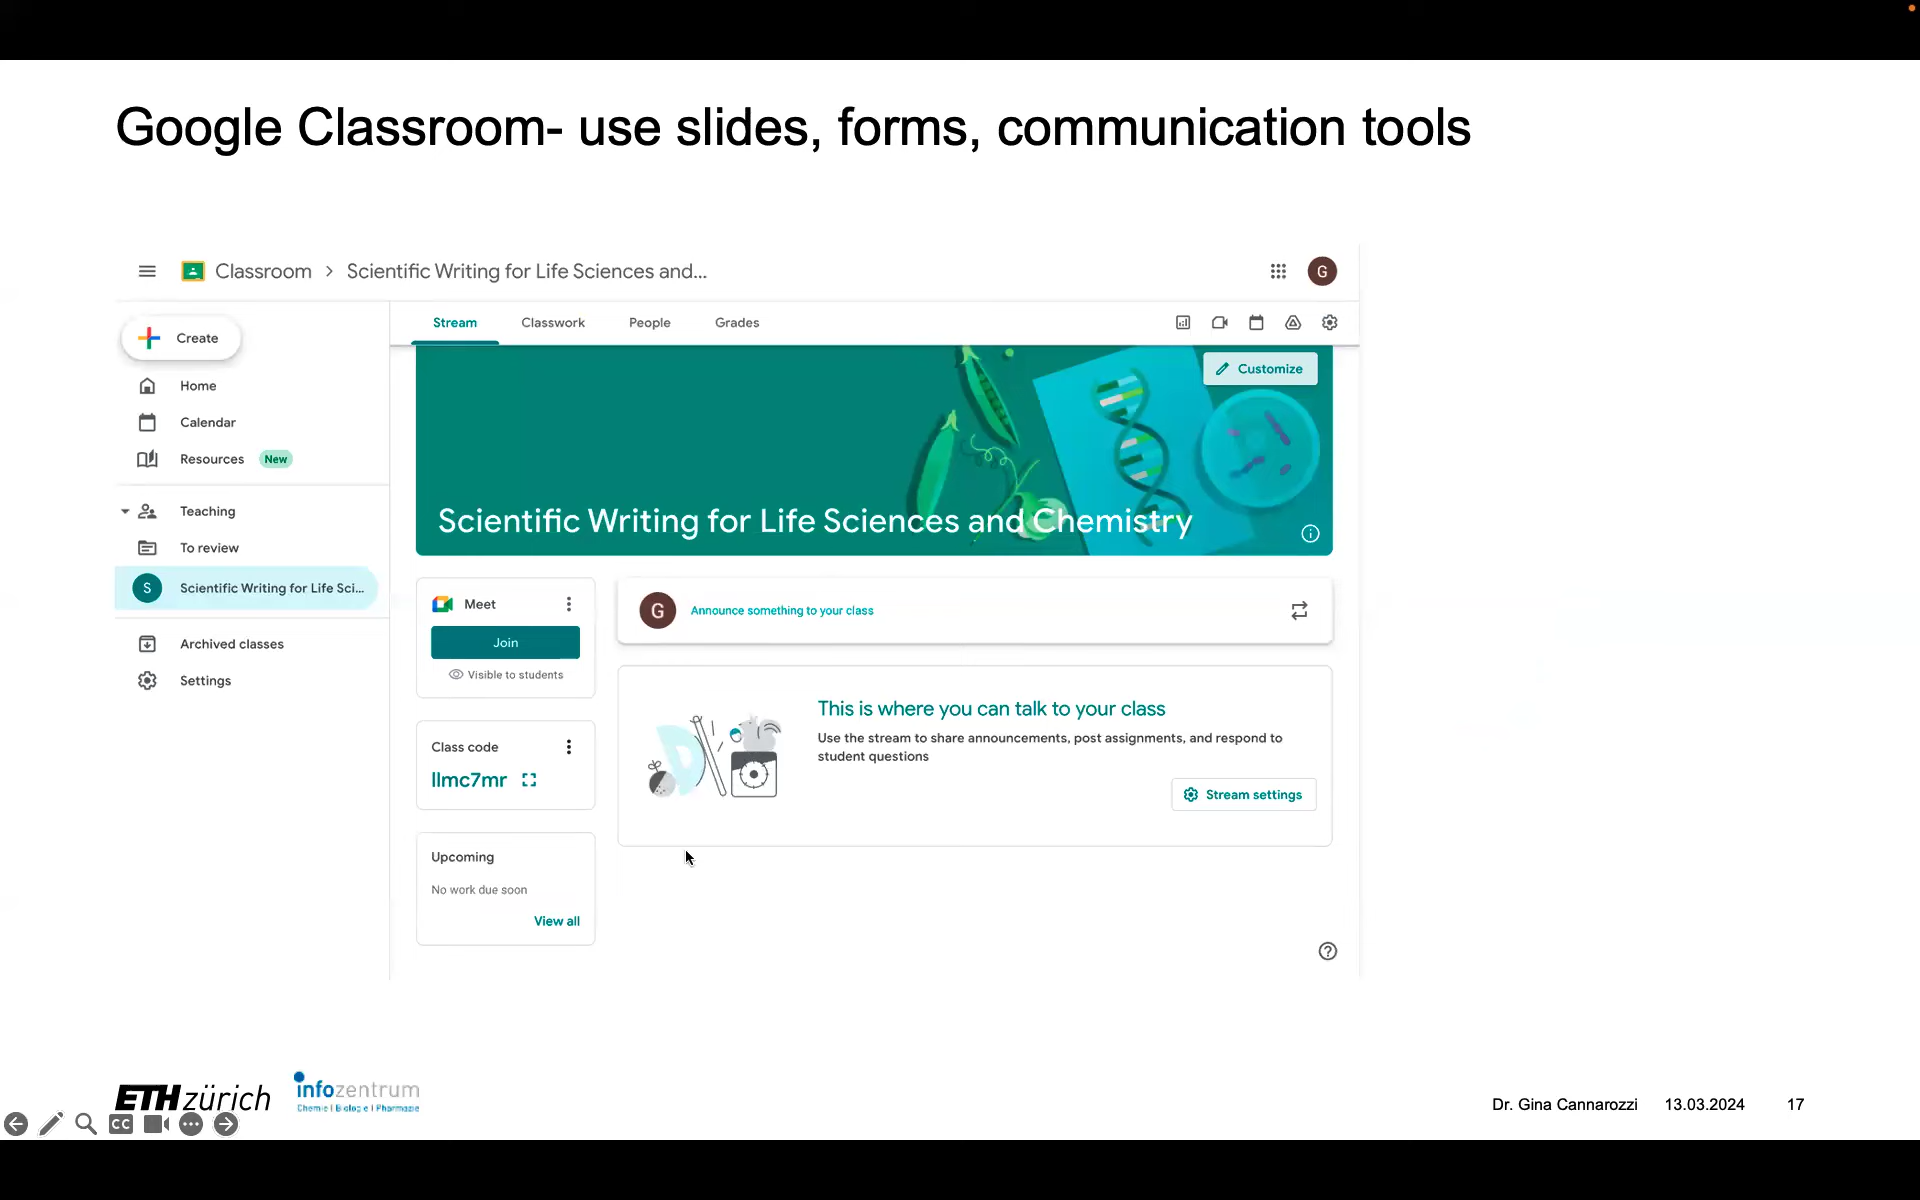 Google Classroom- use slides, forms, communication tools
Classroom > Scientific Writing for Life Sciences and...
G
Create
Home
Calendar
Resources New
Teaching
To review
S Scientific Writing for Life Sci...
Archived classes
Settings
Stream Classwork People Grades
Customize
Scientific Writing for Life Sciences and Chemistry
Meet
Join
Visible to students
Class code
llmc7mr
Upcoming
No work due soon
View all
G Announce something to your class
This is where you can talk to your class
Use the stream to share announcements, post assignments, and respond to
student questions
Stream settings
ETH zürich
infozentrum
Chemie | Biologie | Pharmazie
CC
Dr. Gina Cannarozzi 13.03.2024 17